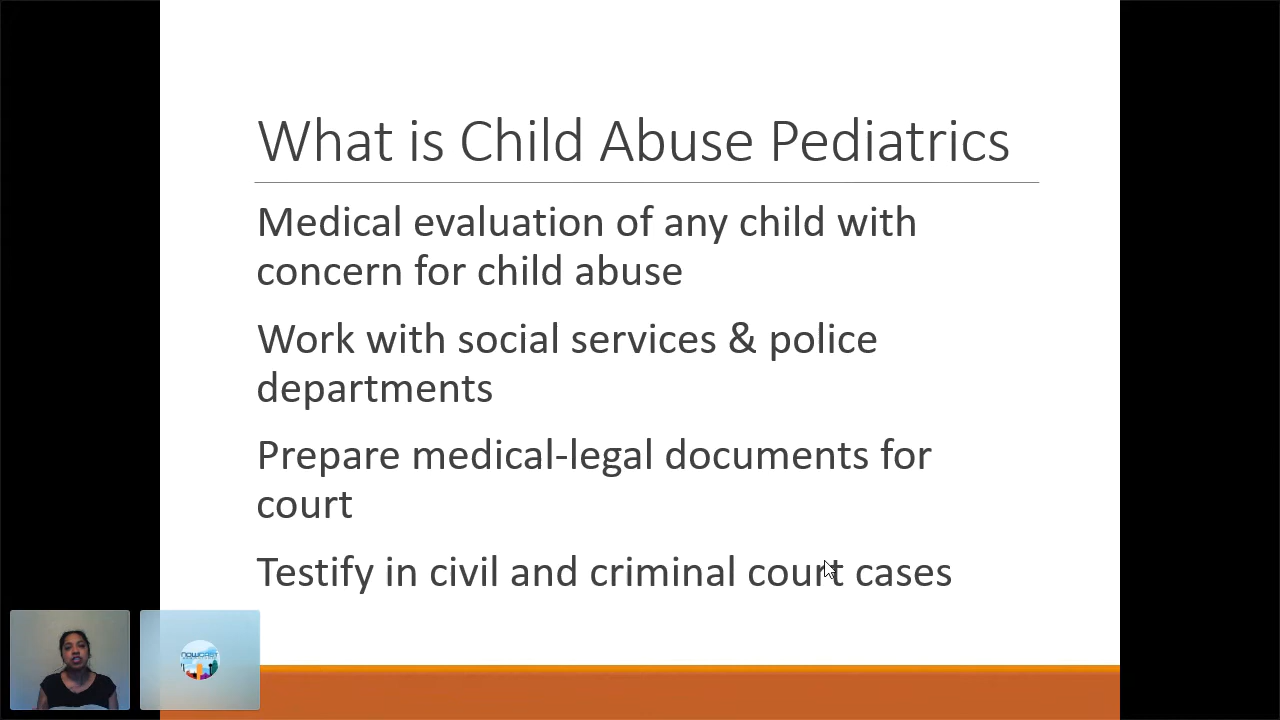 What is Child Abuse Pediatrics
Medical evaluation of any child with
concern for child abuse
Work with social services & police
departments
Prepare medical-legal documents for
court
Testify in civil and criminal court cases
NOWCAST